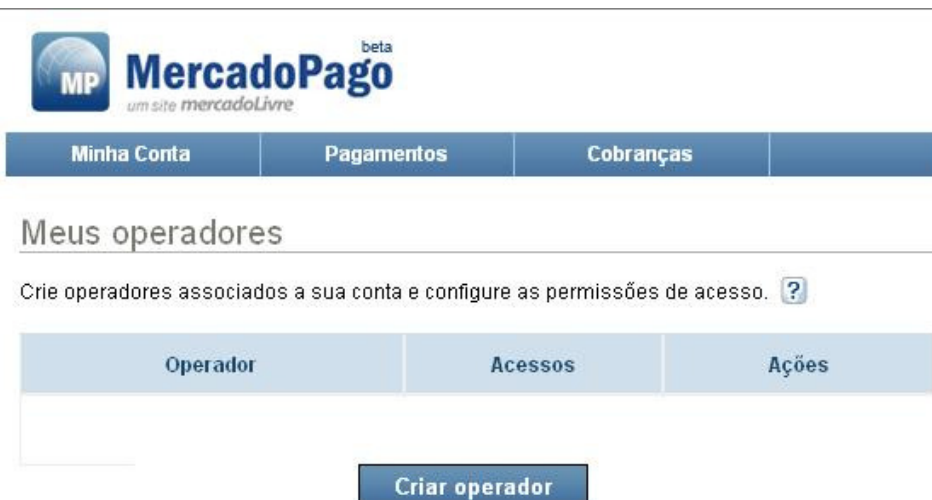 beta
MP
MercadoPago
um site mercadoLivre
Minha Conta Pagamentos Cobranças
Meus operadores
Crie operadores associados a sua conta e configure as permissões de acesso. ?
Operador Acessos Ações
Criar operador